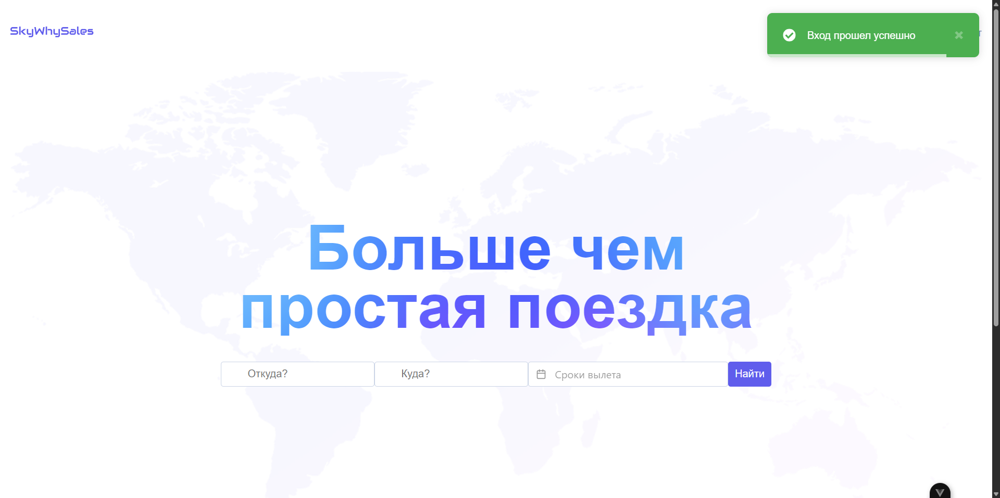 SkyWhySales
Вход прошел успешно
Больше чем
простая поездка
Откуда?
Куда?
Сроки вылета
Найти